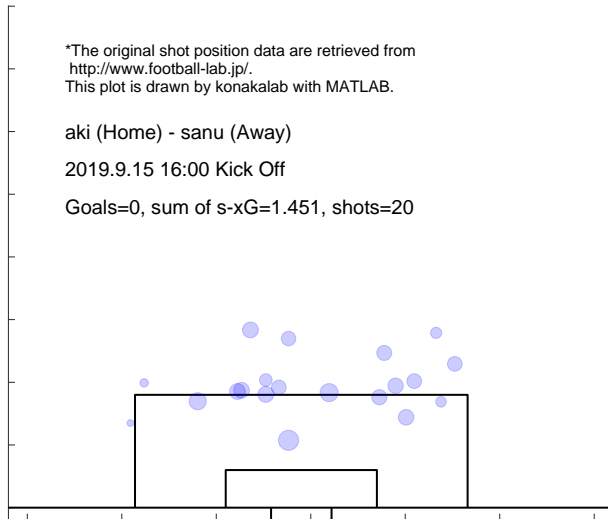 *The original shot position data are retrieved from
http://www.football-lab.jp/.
This plot is drawn by konakalab with MATLAB.
aki (Home) - sanu (Away)
2019.9.15 16:00 Kick Off
Goals=0, sum of s-xG=1.451, shots=20